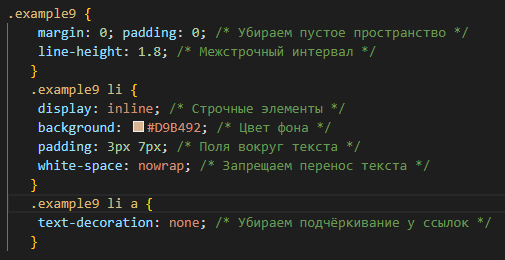 .example9 {
margin: 0; padding: 0; /* Убираем пустое пространство */
line-height: 1.8; /* Межстрочный интервал */
}
.example9 li {
display: inline; /* Строчные элементы */
background: #D9B492; /* Цвет фона */
padding: 3px 7px; /* Поля вокруг текста */
white-space: nowrap; /* Запрещаем перенос текста */
}
.example9 li a {
text-decoration: none; /* Убираем подчёркивание у ссылок */
}